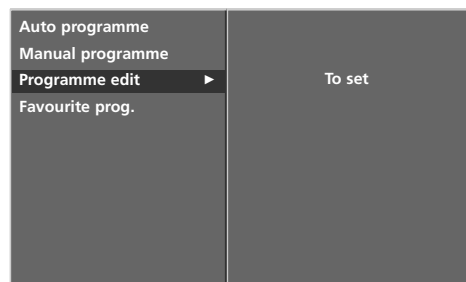 Auto programme
Manual programme
Programme edit ► To set
Favourite prog.